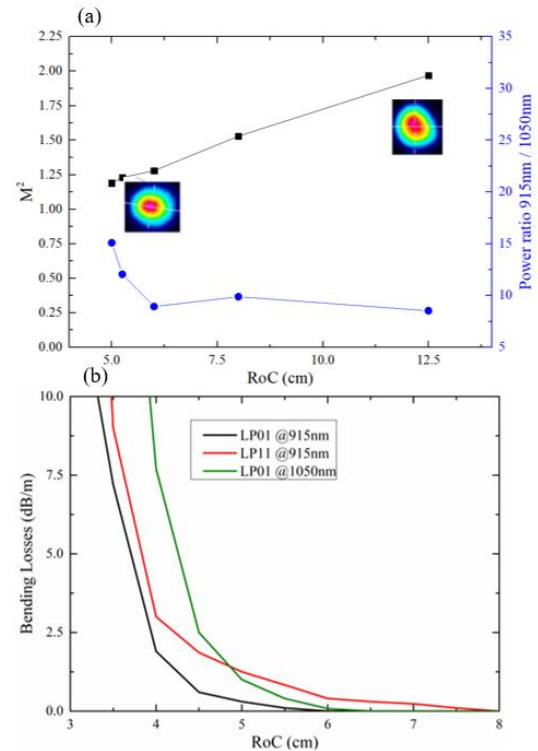 (a)
2.25
2.00
1.75
1.50
1.25
1.00
0.75
0.50
0.25
0.00
M²
35
30
25
20
15
10
5
Power ratio 915nm / 1050nm
5.0 7.5 10.0 12.5
RoC (cm)
(b)
10.0
7.5
5.0
2.5
0.0
Bending Losses (dB/m)
LP01 @915nm
LP11 @915nm
LP01 @1050nm
3 4 5 6 7 8
RoC (cm)